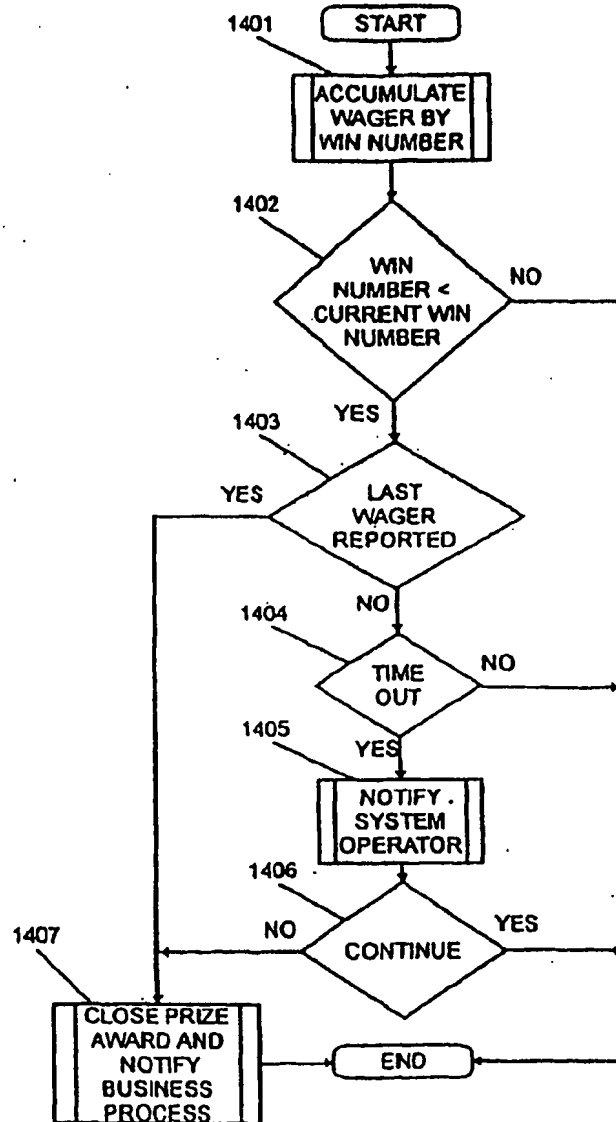 1401
START
ACCUMULATE
WAGER BY
WIN NUMBER
1402
WIN
NUMBER <
CURRENT WIN
NUMBER
NO
YES
1403
YES
LAST
WAGER
REPORTED
NO
1404
TIME
OUT
NO
YES
1405
NOTIFY
SYSTEM
OPERATOR
1406
NO
CONTINUE
YES
1407
CLOSE PRIZE
AWARD AND
NOTIFY
BUSINESS
PROCESS
END